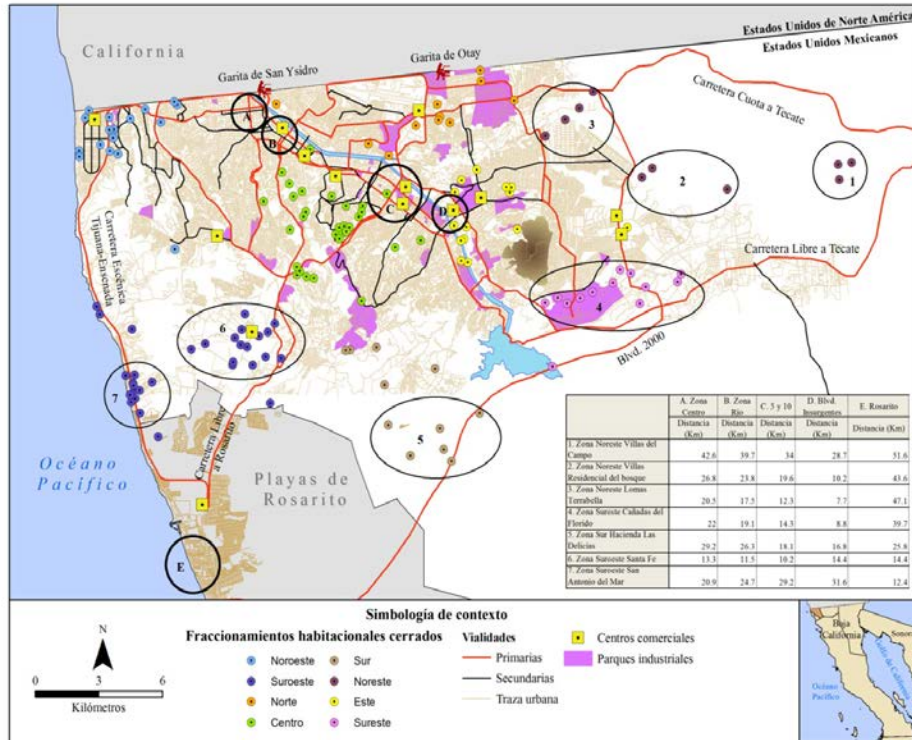 Estados Unidos de Norte América
Estados Unidos Mexicanos
California
Garita de San Ysidro
Garita de Otay
Carretera Cuota a Tecate
A
B
3
2
1
C
D
Carretera Escénica
Tijuana-Ensenada
Carretera Libre a Tecate
6
4
Blvd. 2000
7
5
Carretera Libre
a Rosarito
Océano
Pacífico
Playas de
Rosarito
E
A. Zona Centro B. Zona Río C. 5 y 10 D. Blvd. Insurgentes E. Rosarito
Distancia (Km) Distancia (Km) Distancia (Km) Distancia (Km) Distancia (Km)
1. Zona Noreste Villas del Campo 42.6 39.7 34 28.7 51.6
2. Zona Noreste Villas Residencial del bosque 26.8 23.8 19.6 10.2 43.6
3. Zona Noreste Lomas Terrabella 20.5 17.5 12.3 7.7 47.1
4. Zona Sureste Cañadas del Florido 22 19.1 14.3 8.8 39.7
5. Zona Sur Hacienda Las Delicias 29.2 26.3 18.1 16.8 25.8
6. Zona Suroeste Santa Fe 13.3 11.5 10.2 14.4 14.4
7. Zona Suroeste San Antonio del Mar 20.9 24.7 29.2 31.6 12.4
Simbología de contexto
N
0 3 6
Kilómetros
Fraccionamientos habitacionales cerrados
Noroeste
Suroeste
Norte
Centro
Sur
Noreste
Este
Sureste
Vialidades
Primarias
Secundarias
Traza urbana
Centros comerciales
Parques industriales
Baja
California
Sonora
Golfo de California
Océano
Pacífico